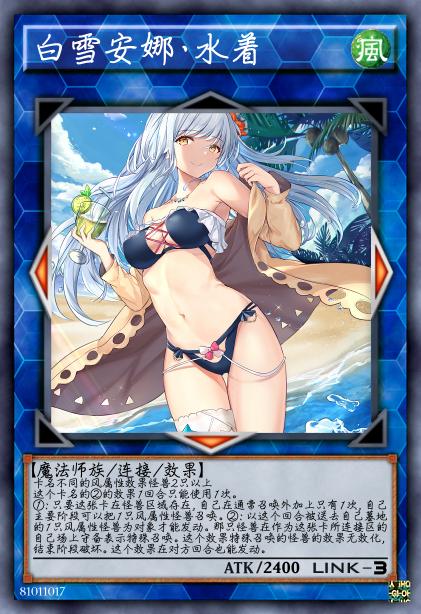 白雪安娜·水着
風
【魔法师族/连接/效果】
卡名不同的风属性效果怪兽2只以上
这个卡名的②的效果1回合只能使用1次。
①:只要这张卡在怪兽区域存在,自己在通常召唤外加上只有1次,自己
主要阶段可以把1只风属性怪兽召唤。②:以这个回合被送去自己墓地
的1只风属性怪兽为对象才能发动。那只怪兽在作为这张卡所连接区的
自己场上守备表示特殊召唤。这个效果特殊召唤的怪兽的效果无效化,
结束阶段破坏。这个效果在对方回合也能发动。
ATK/2400 LINK-3
81011017